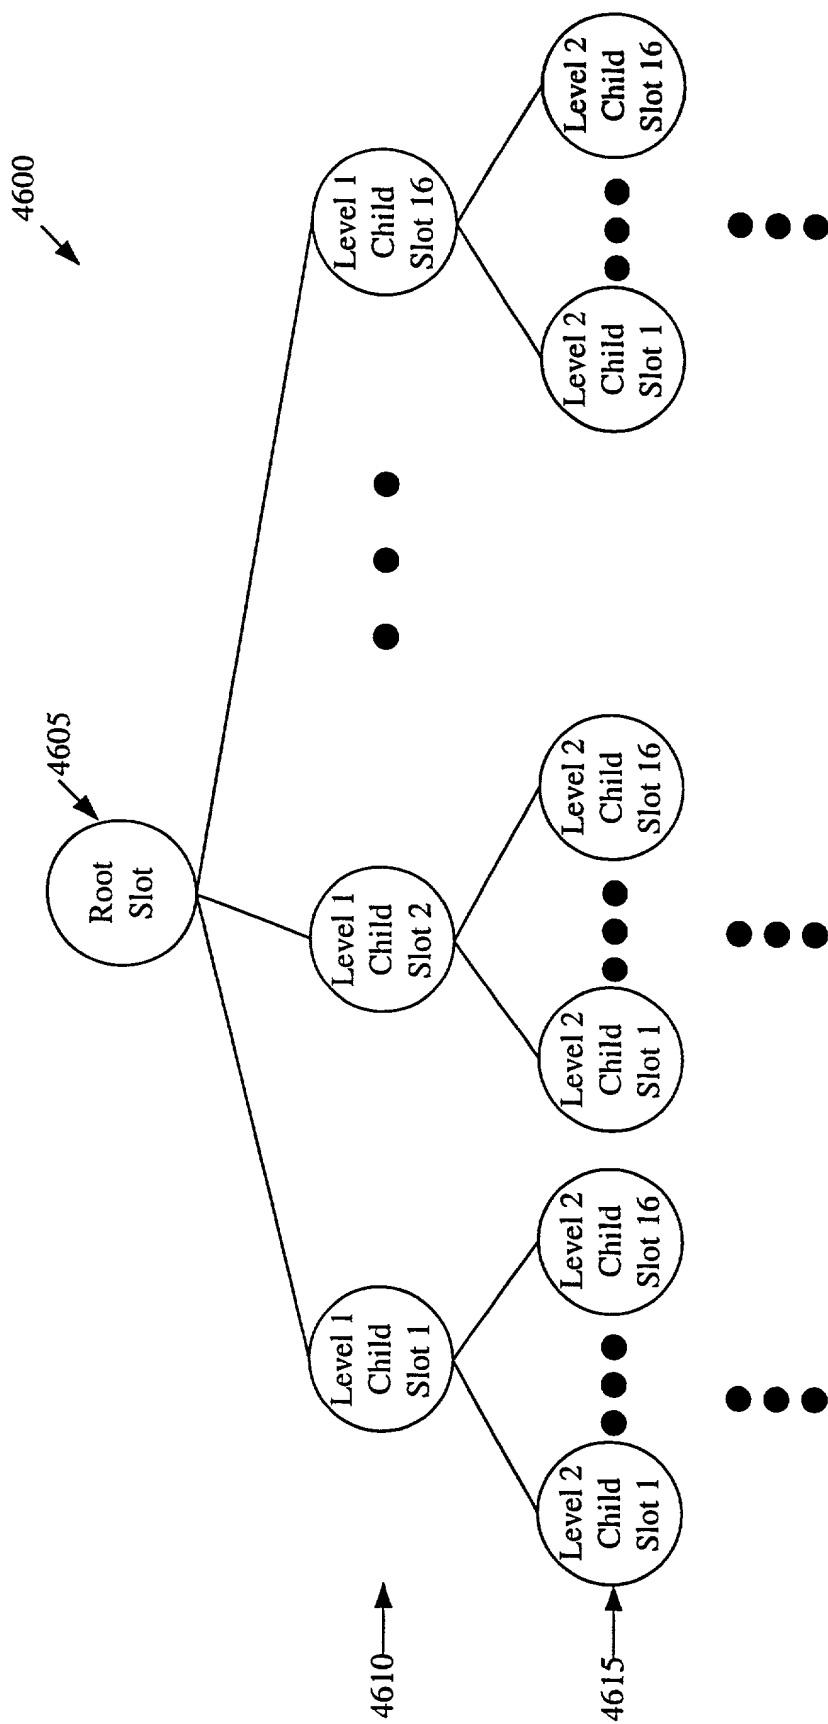 4600
4605
Root
Slot
4610
Level 1
Child
Slot 1
Level 1
Child
Slot 2
Level 1
Child
Slot 16
4615
Level 2
Child
Slot 1
Level 2
Child
Slot 16
Level 2
Child
Slot 1
Level 2
Child
Slot 16
Level 2
Child
Slot 1
Level 2
Child
Slot 16